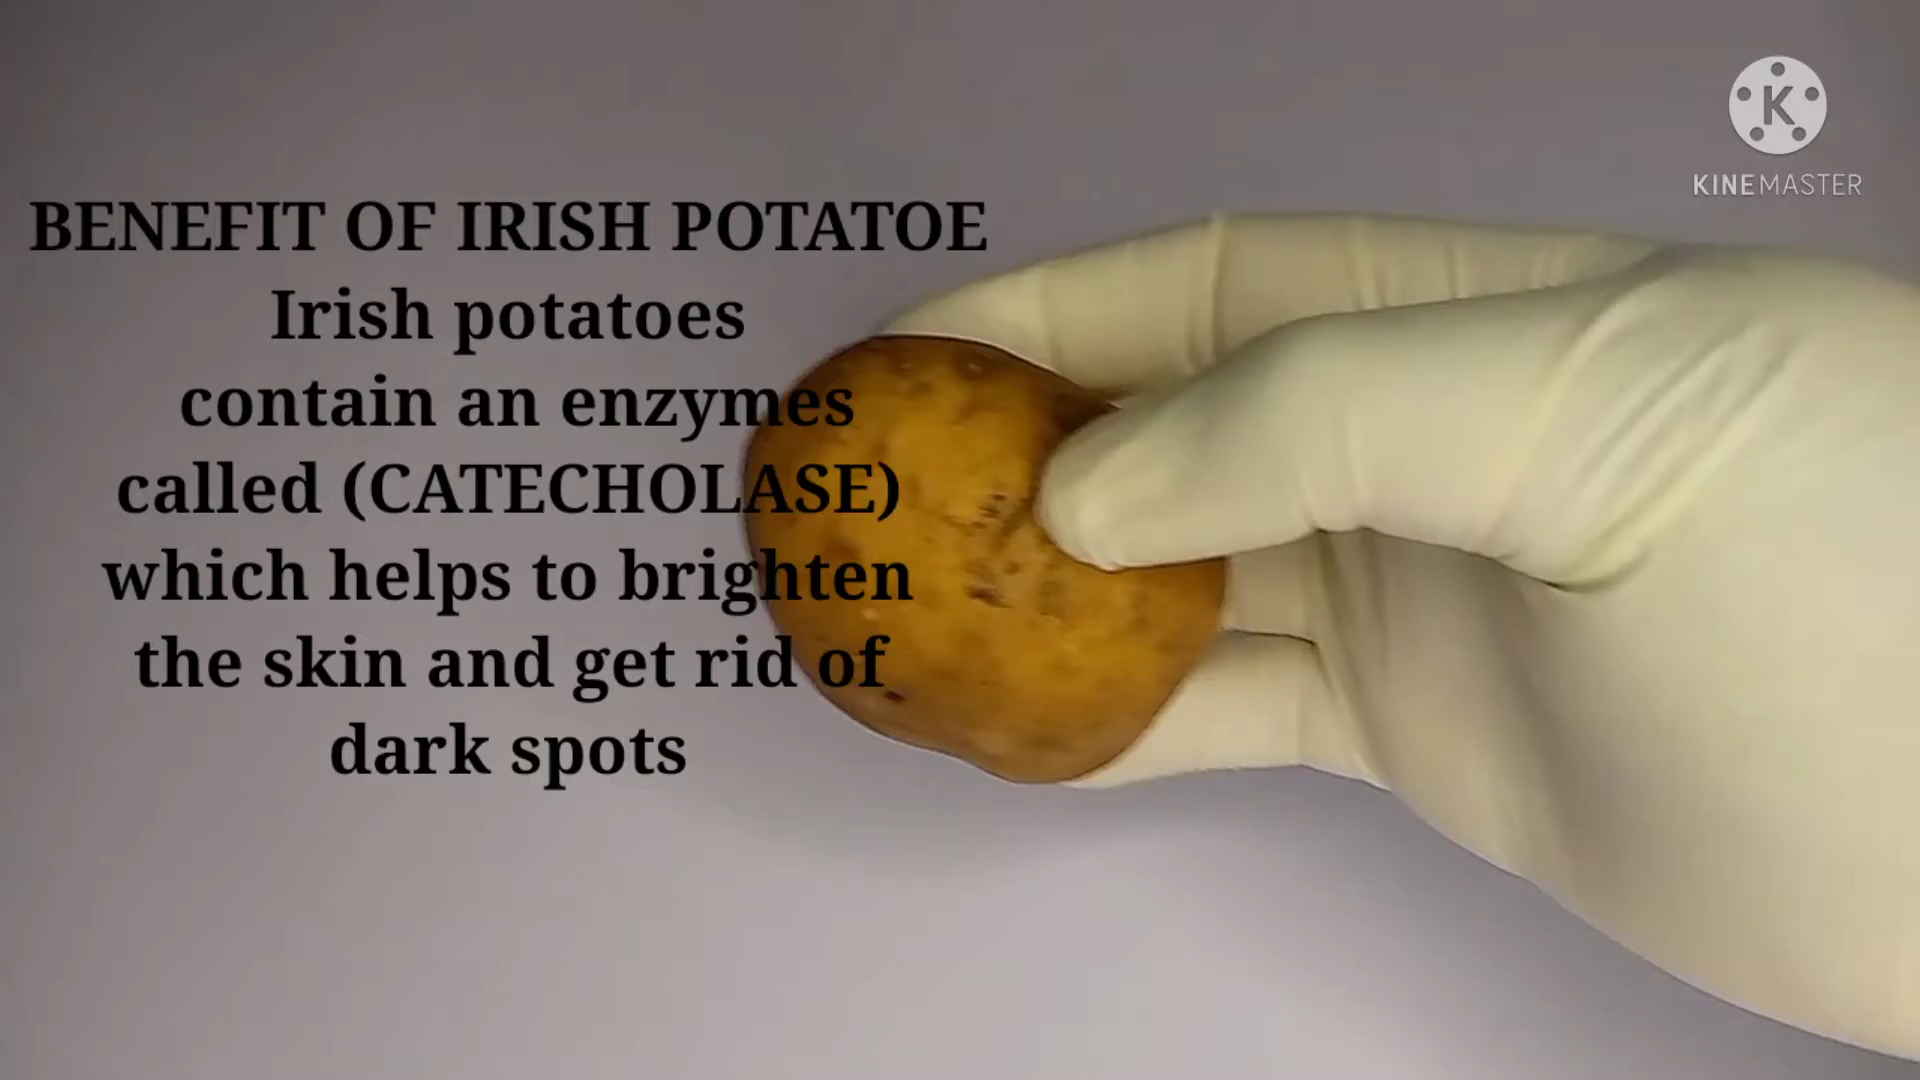 BENEFIT OF IRISH POTATOE
Irish potatoes
contain an enzymes
called (CATECHOLASE)
which helps to brighten
the skin and get rid of
dark spots
K
KINEMASTER